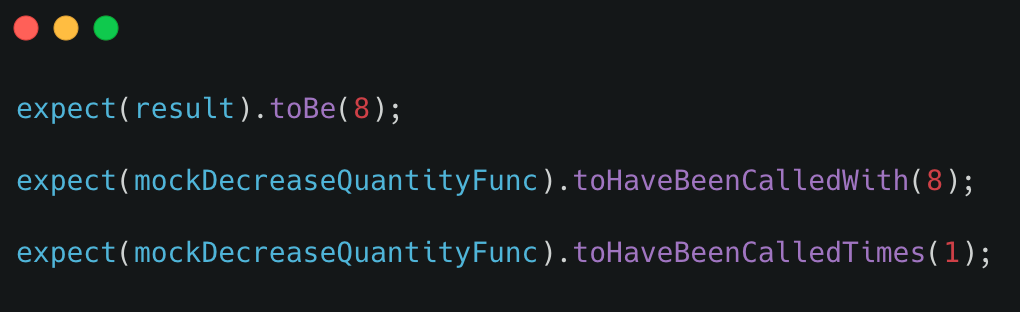 expect(result).toBe(8);
expect(mockDecreaseQuantityFunc).toHaveBeenCalledWith(8);
expect(mockDecreaseQuantityFunc).toHaveBeenCalledTimes(1);